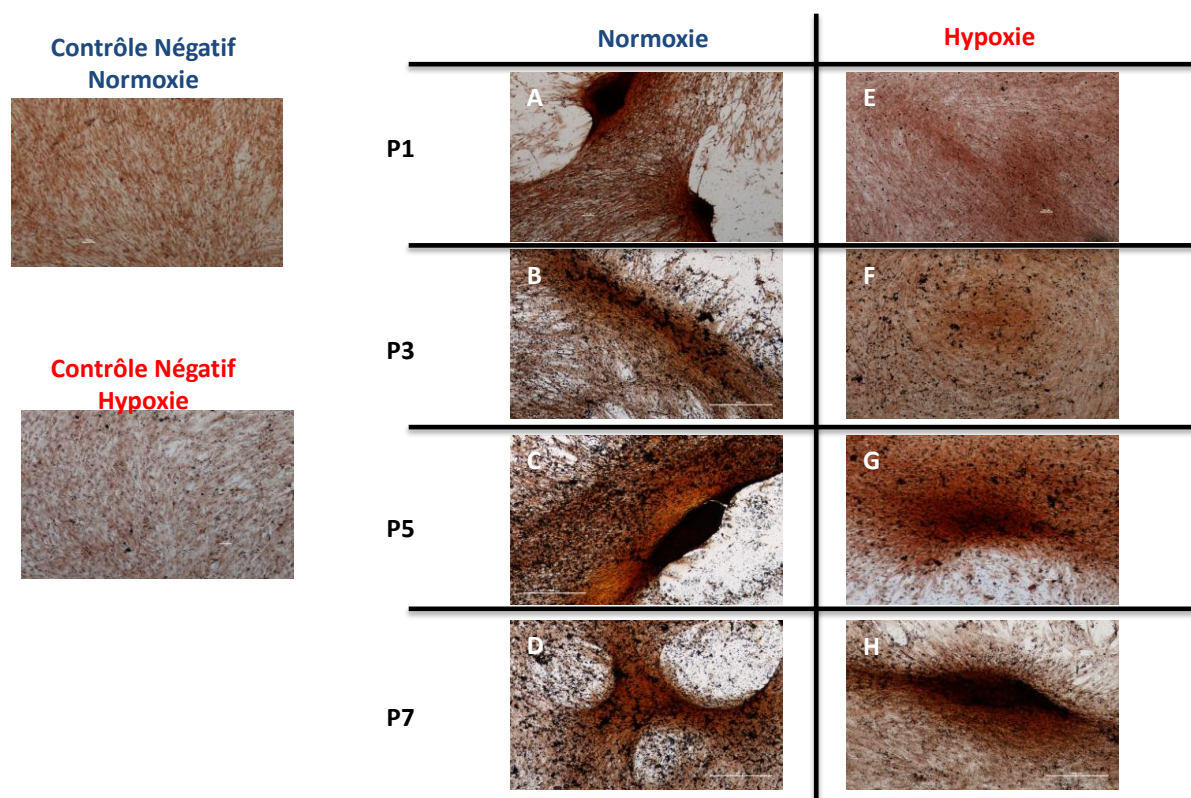 Contrôle Négatif
Normoxie
Contrôle Négatif
Hypoxie
Normoxie
Hypoxie
P1
A
E
P3
B
F
P5
C
G
P7
D
H